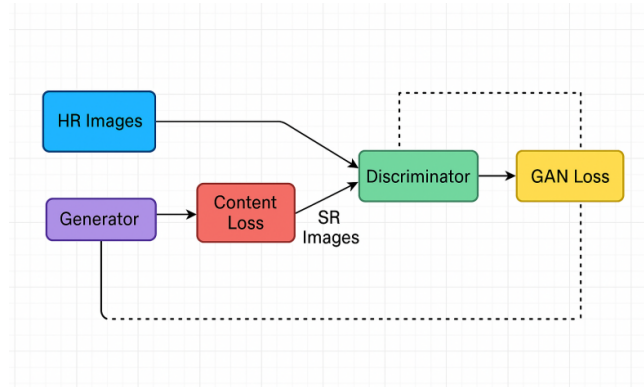 HR Images
Generator
Content
Loss
SR
Images
Discriminator
GAN Loss